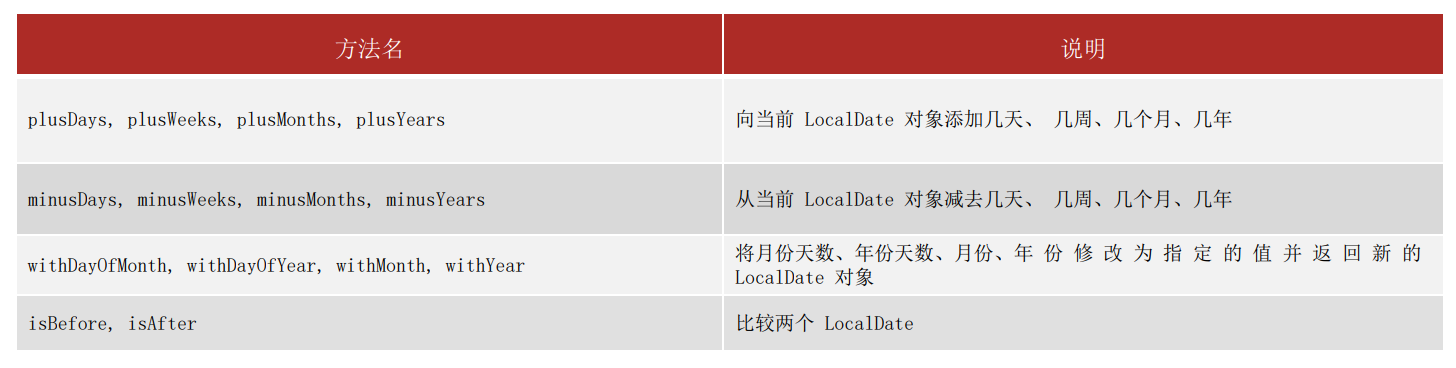 方法名
说明
plusDays, plusWeeks, plusMonths, plusYears
向当前 LocalDate 对象添加几天、 几周、几个月、几年
minusDays, minusWeeks, minusMonths, minusYears
从当前 LocalDate 对象减去几天、 几周、几个月、几年
withDayOfMonth, withDayOfYear, withMonth, withYear
将月份天数、年份天数、月份、年 份 修 改 为 指 定 的 值 并 返 回 新 的
LocalDate 对象
isBefore, isAfter
比较两个 LocalDate